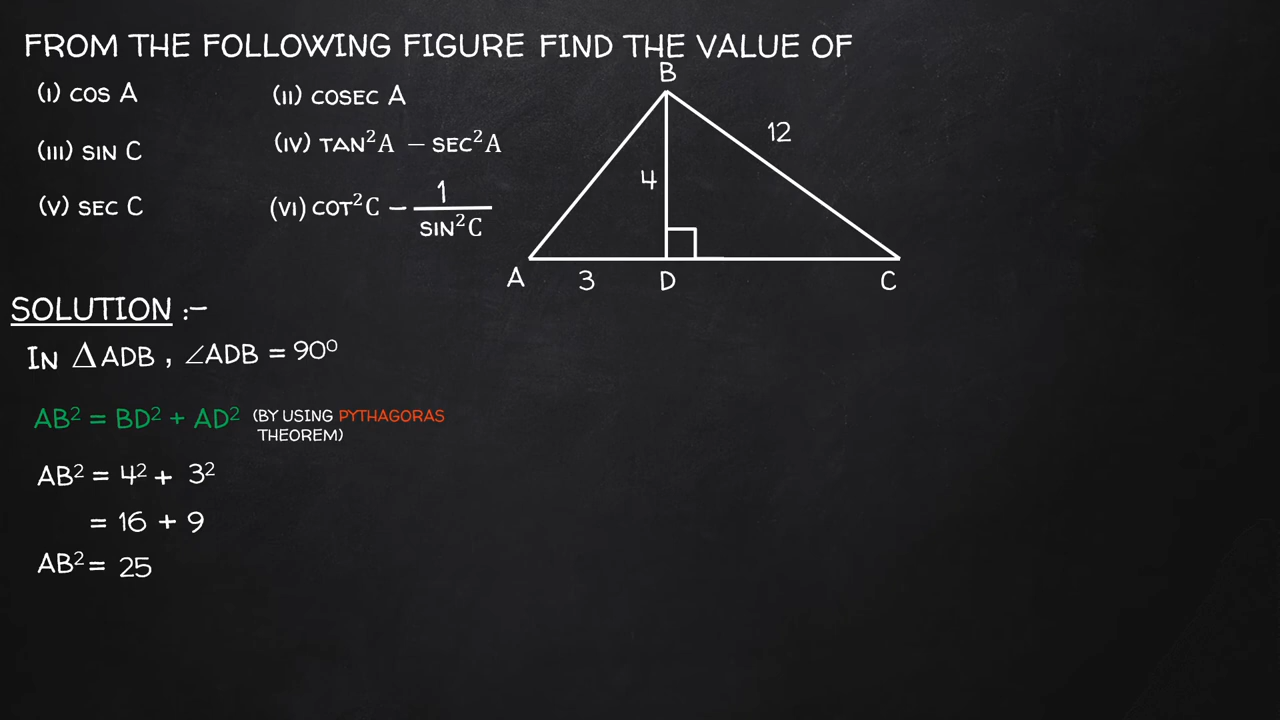 FROM THE FOLLOWING FIGURE FIND THE VALUE OF
(I) COS A
(II) COSEC A
(III) SIN C
(IV) TAN²A − SEC²A
(V) SEC C
(VI) COT²C − 1/SIN²C
B
12
4
A
3
D
C
SOLUTION :-
IN ΔADB , ∠ADB = 90⁰
AB² = BD² + AD² (BY USING PYTHAGORAS
THEOREM)
AB² = 4² + 3²
= 16 + 9
AB² = 25